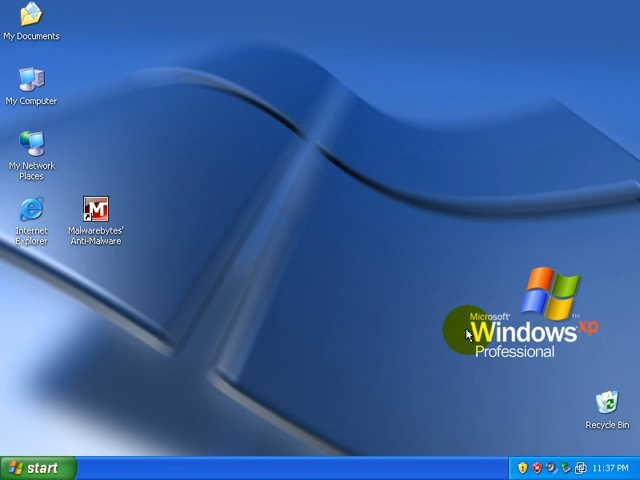 My Documents
My Computer
My Network
Places
Internet
Explorer
Malwarebytes'
Anti-Malware
Microsoft®
Windows xp
TM
Professional
Recycle Bin
start
11:37 PM